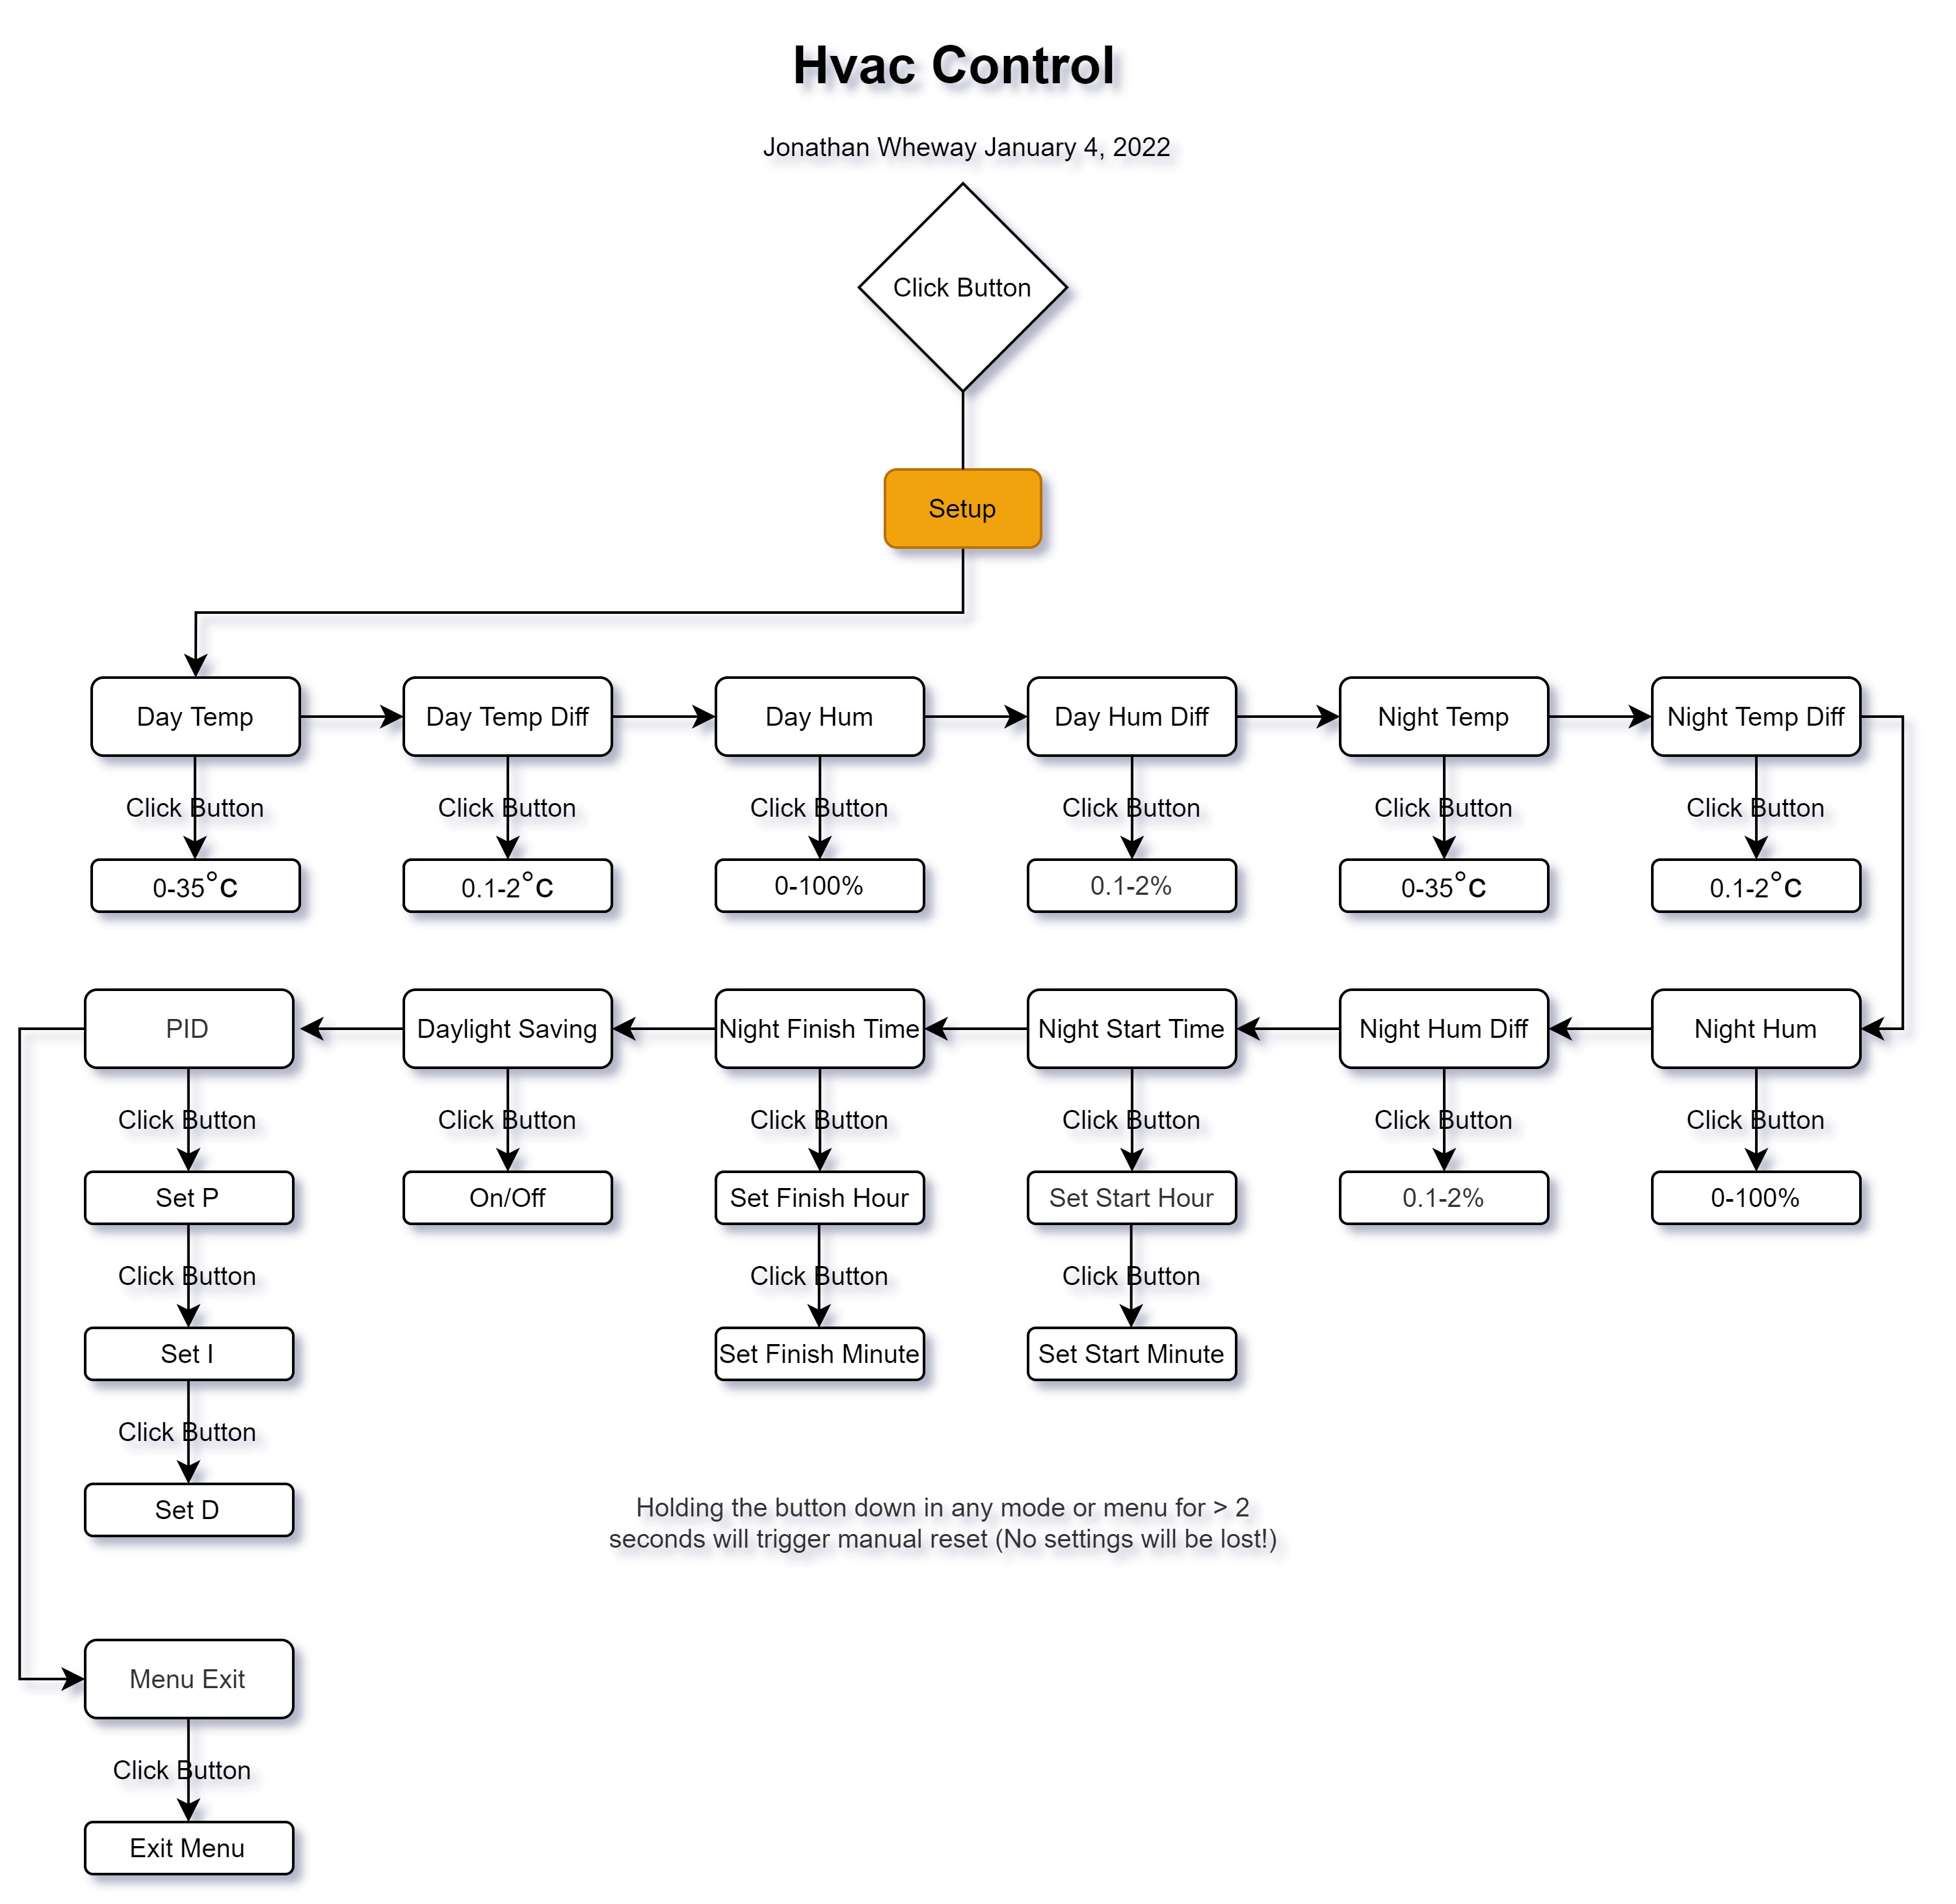 Hvac Control
Jonathan Wheway January 4, 2022
Click Button
Setup
Day Temp
Day Temp Diff
Day Hum
Day Hum Diff
Night Temp
Night Temp Diff
Click Button
Click Button
Click Button
Click Button
Click Button
Click Button
0-35°C
0.1-2°C
0-100%
0.1-2%
0-35°C
0.1-2°C
PID
Daylight Saving
Night Finish Time
Night Start Time
Night Hum Diff
Night Hum
Click Button
Click Button
Click Button
Click Button
Click Button
Click Button
Set P
On/Off
Set Finish Hour
Set Start Hour
0.1-2%
0-100%
Click Button
Click Button
Click Button
Set I
Set Finish Minute
Set Start Minute
Click Button
Set D
Holding the button down in any mode or menu for > 2
seconds will trigger manual reset (No settings will be lost!)
Menu Exit
Click Button
Exit Menu